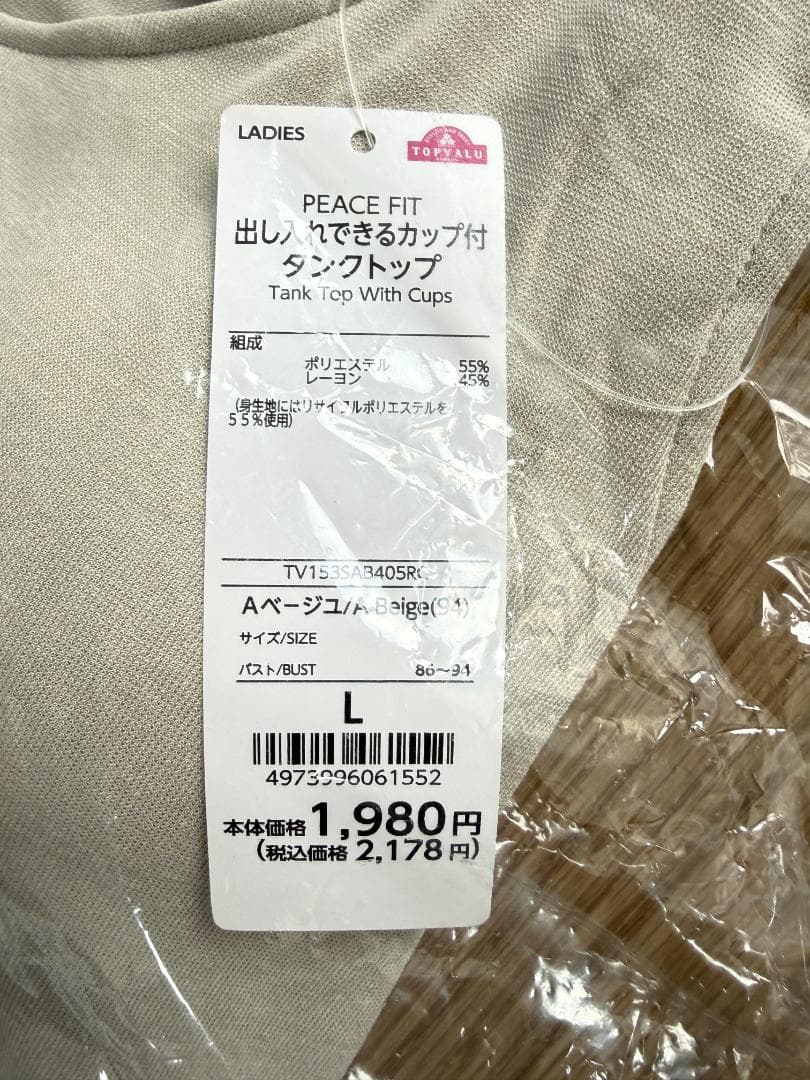 LADIES
TOPVALU
PEACE FIT
出し入れできるカップ付
タンクトップ
Tank Top With Cups
組成
ポリエステル 55%
レーヨン 45%
(身生地にはリサイクルポリエステルを
55%使用)
TV153SAB405R
Aベージュ/A Beige(94)
サイズ/SIZE
バスト/BUST 86~94
L
4973996061552
本体価格1,980円
(税込価格 2,178円)